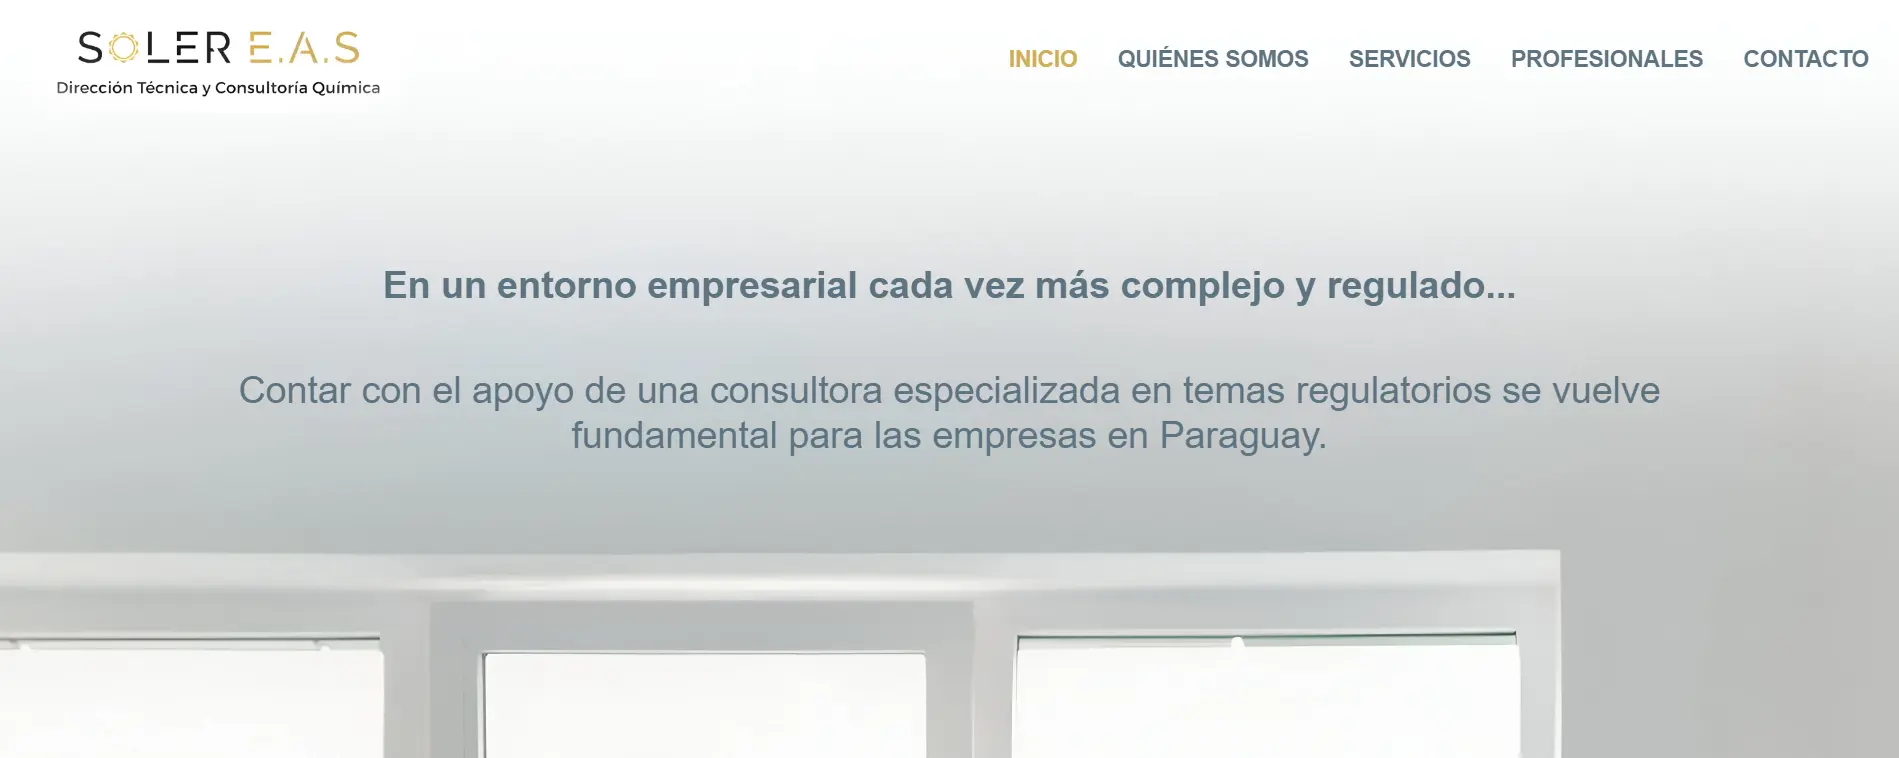 SOLER E.A.S
Dirección Técnica y Consultoría Química
INICIO QUIÉNES SOMOS SERVICIOS PROFESIONALES CONTACTO
En un entorno empresarial cada vez más complejo y regulado...
Contar con el apoyo de una consultora especializada en temas regulatorios se vuelve
fundamental para las empresas en Paraguay.